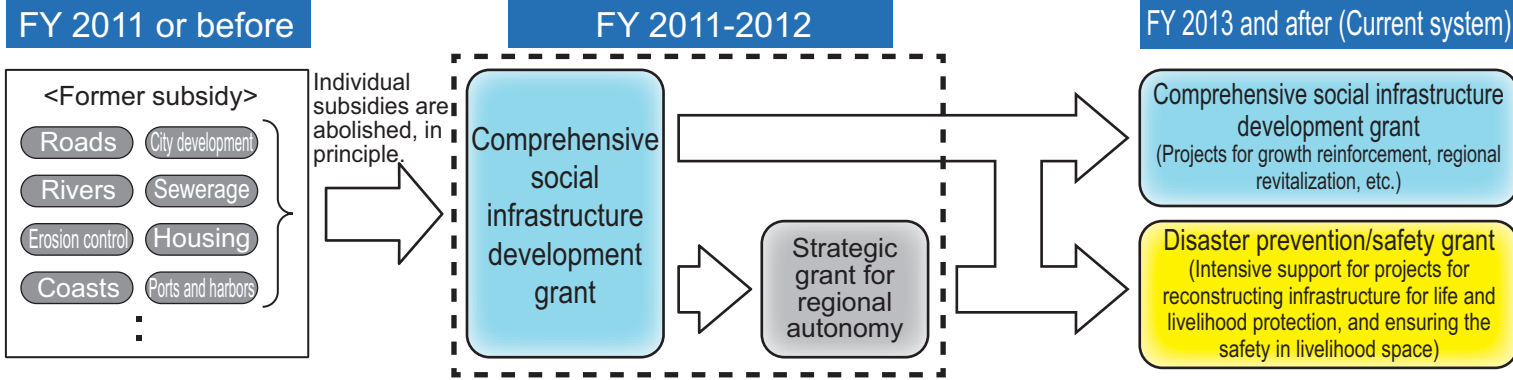 FY 2011 or before
FY 2011-2012
FY 2013 and after (Current system)
<Former subsidy>
Roads
City development
Rivers
Sewerage
Erosion control
Housing
Coasts
Ports and harbors
:
Individual
subsidies are
abolished, in
principle.
Comprehensive
social
infrastructure
development
grant
Strategic
grant for
regional
autonomy
Comprehensive social infrastructure
development grant
(Projects for growth reinforcement, regional
revitalization, etc.)
Disaster prevention/safety grant
(Intensive support for projects for
reconstructing infrastructure for life and
livelihood protection, and ensuring the
safety in livelihood space)